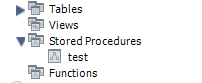 Tables
Views
Stored Procedures
test
Functions